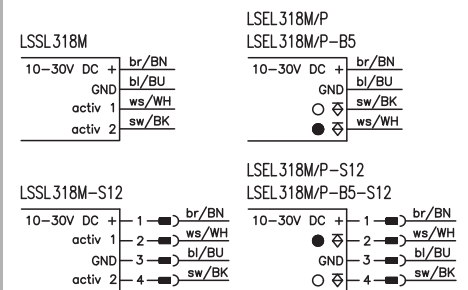 LSSL318M
10-30V DC + br/BN
GND bl/BU
activ 1 ws/WH
activ 2 sw/BK
LSEL318M/P
LSEL318M/P-B5
10-30V DC + br/BN
GND bl/BU
sw/BK
ws/WH
LSSL318M-S12
10-30V DC + 1 br/BN
activ 1 2 ws/WH
GND 3 bl/BU
activ 2 4 sw/BK
LSEL318M/P-S12
LSEL318M/P-B5-S12
10-30V DC + 1 br/BN
2 ws/WH
GND 3 bl/BU
4 sw/BK